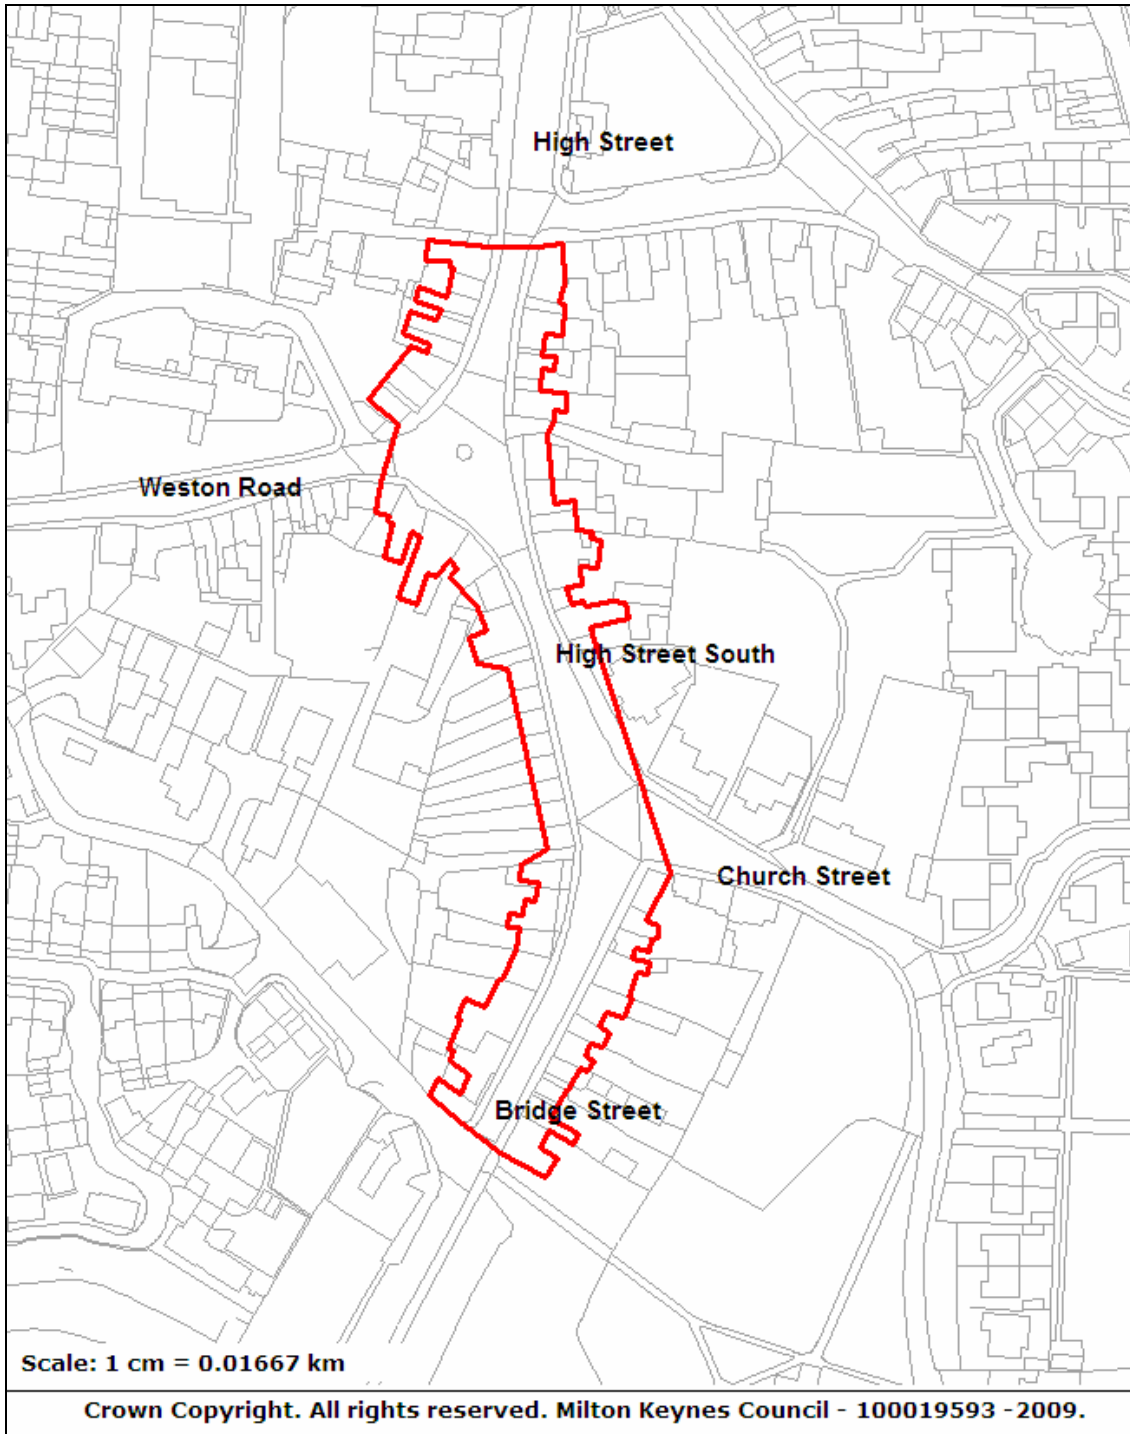 High Street
Weston Road
High Street South
Church Street
Bridge Street
Scale: 1 cm = 0.01667 km
Crown Copyright. All rights reserved. Milton Keynes Council - 100019593 -2009.